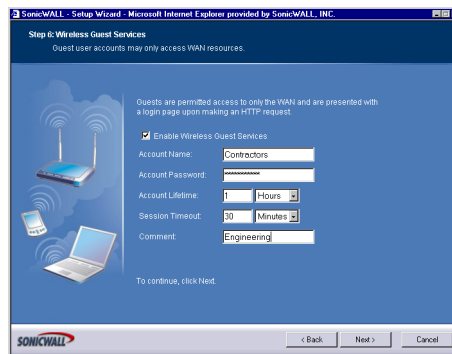 SonicWALL - Setup Wizard - Microsoft Internet Explorer provided by SonicWALL, INC.
Step 6: Wireless Guest Services
Guest user accounts may only access WAN resources.
Guests are permitted access to only the WAN and are presented with
a login page upon making an HTTP request.
Enable Wireless Guest Services
Account Name: Contractors
Account Password: ************
Account Lifetime: 1 Hours
Session Timeout: 30 Minutes
Comment: Engineering
To continue, click Next.
SONICWALL
< Back Next > Cancel